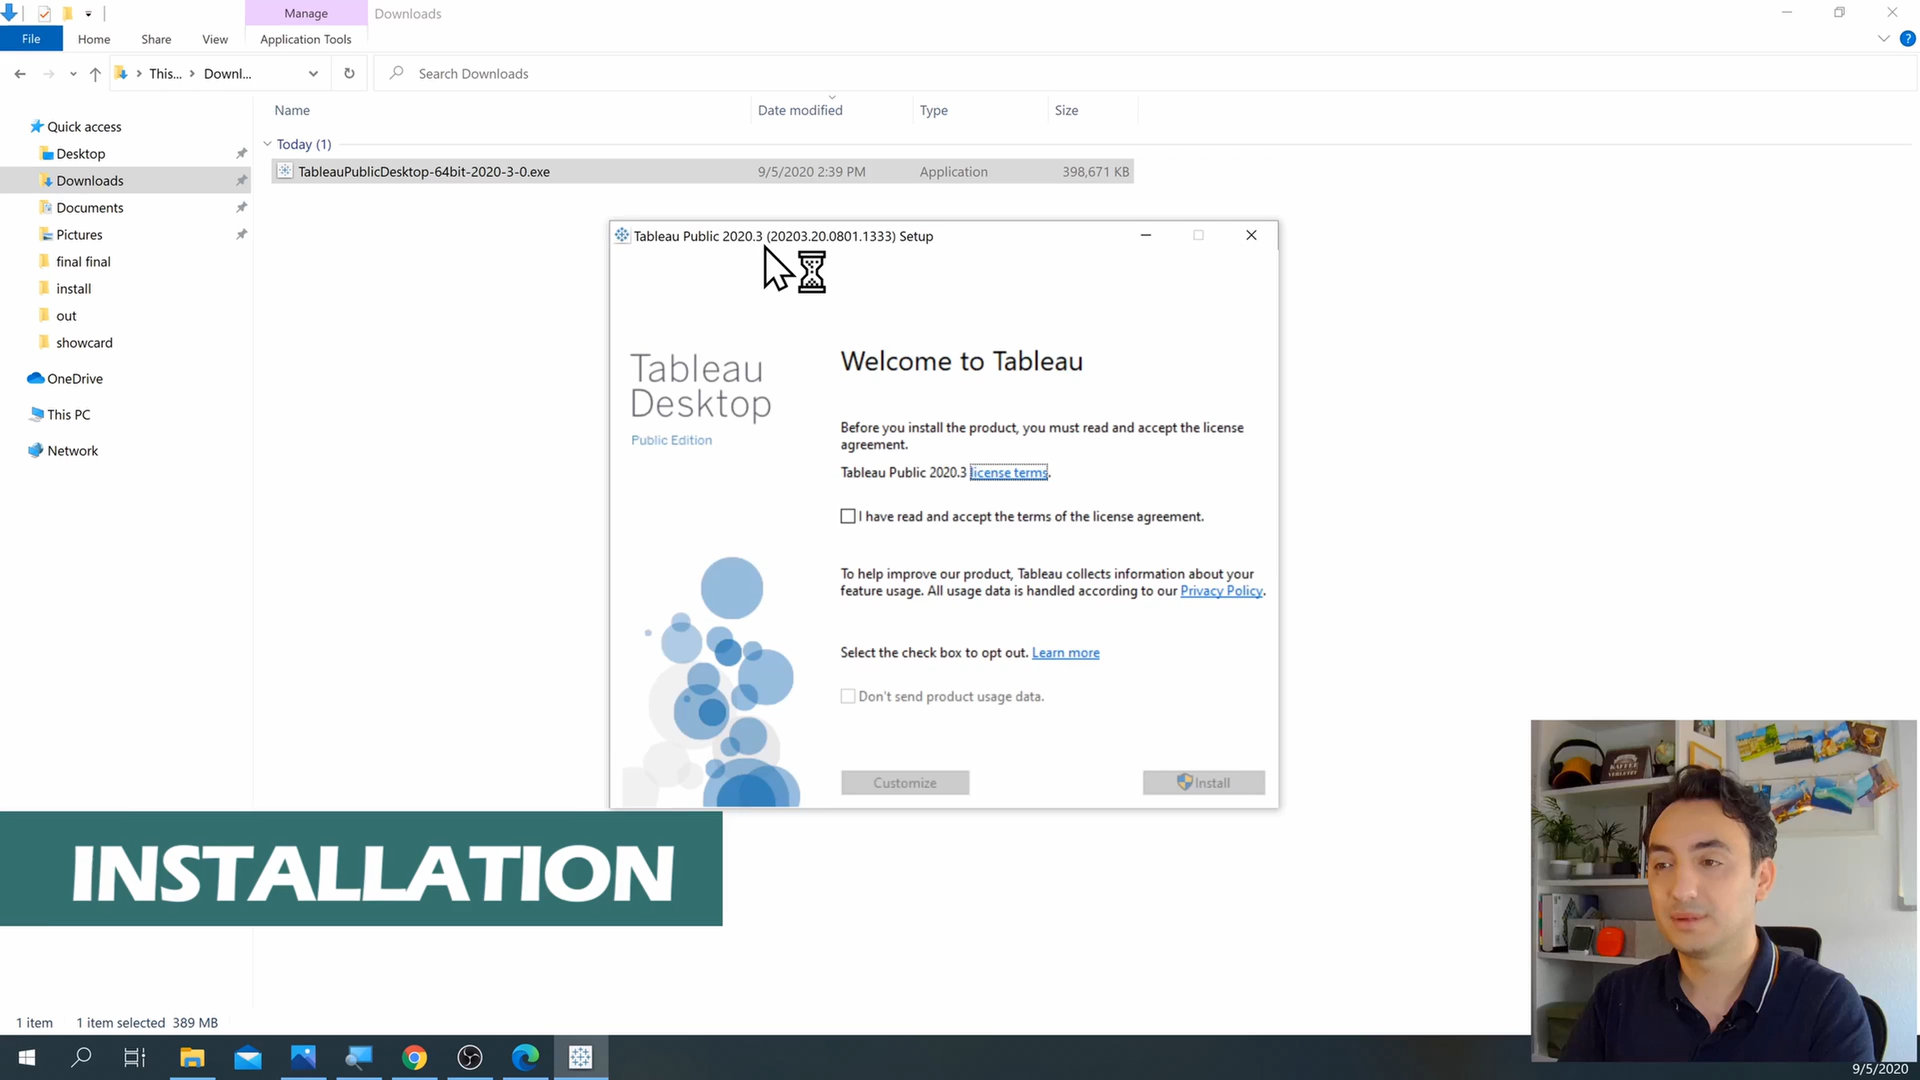 Manage
Downloads
File
Home
Share
View
Application Tools
This...
Downl...
Search Downloads
Name
Date modified
Type
Size
Quick access
Desktop
Downloads
Documents
Pictures
final final
install
out
showcard
OneDrive
This PC
Network
Today (1)
TableauPublicDesktop-64bit-2020-3-0.exe
9/5/2020 2:39 PM
Application
398,671 KB
Tableau Public 2020.3 (20203.20.0801.1333) Setup
Tableau
Desktop
Public Edition
Welcome to Tableau
Before you install the product, you must read and accept the license
agreement.
Tableau Public 2020.3 license terms.
I have read and accept the terms of the license agreement.
To help improve our product, Tableau collects information about your
feature usage. All usage data is handled according to our Privacy Policy.
Select the check box to opt out. Learn more
Don't send product usage data.
Customize
Install
INSTALLATION
1 item
1 item selected 389 MB
9/5/2020